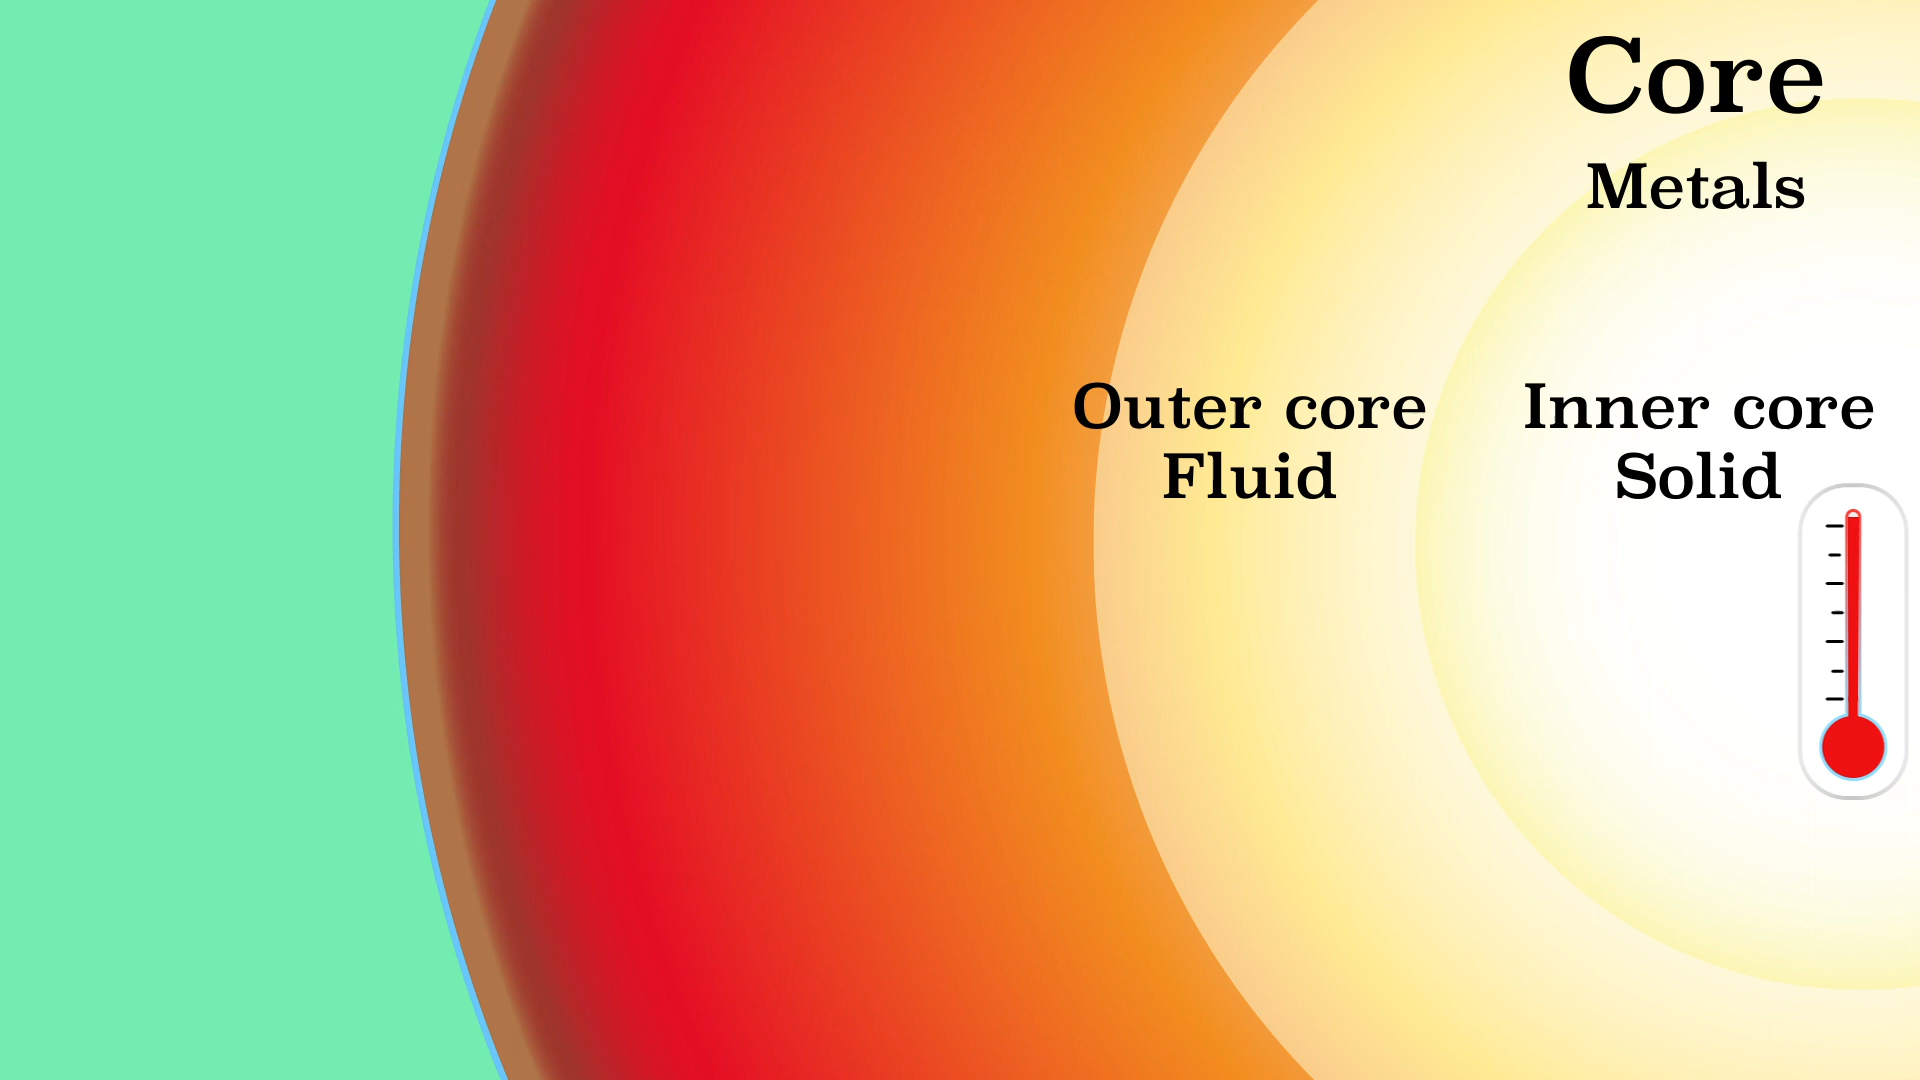 Core
Metals
Outer core
Fluid
Inner core
Solid